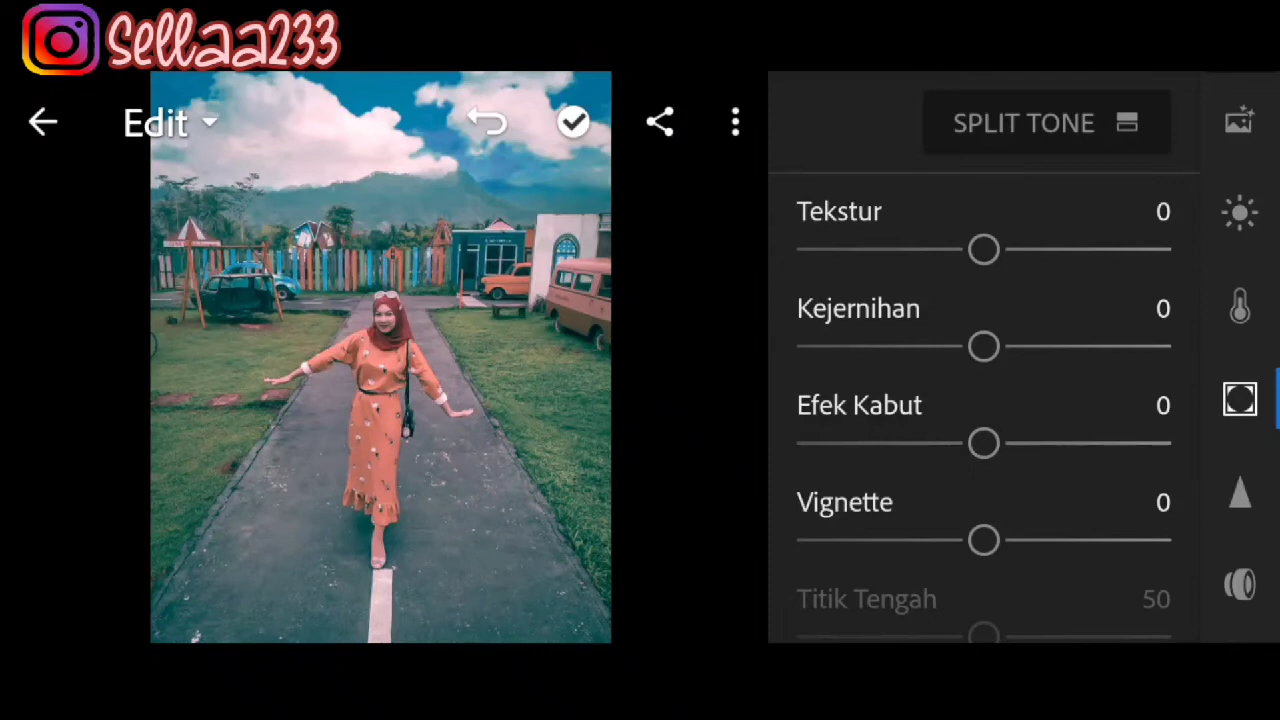 sellaa233
Edit
SPLIT TONE
Tekstur 0
Kejernihan 0
Efek Kabut 0
Vignette 0
Titik Tengah 50